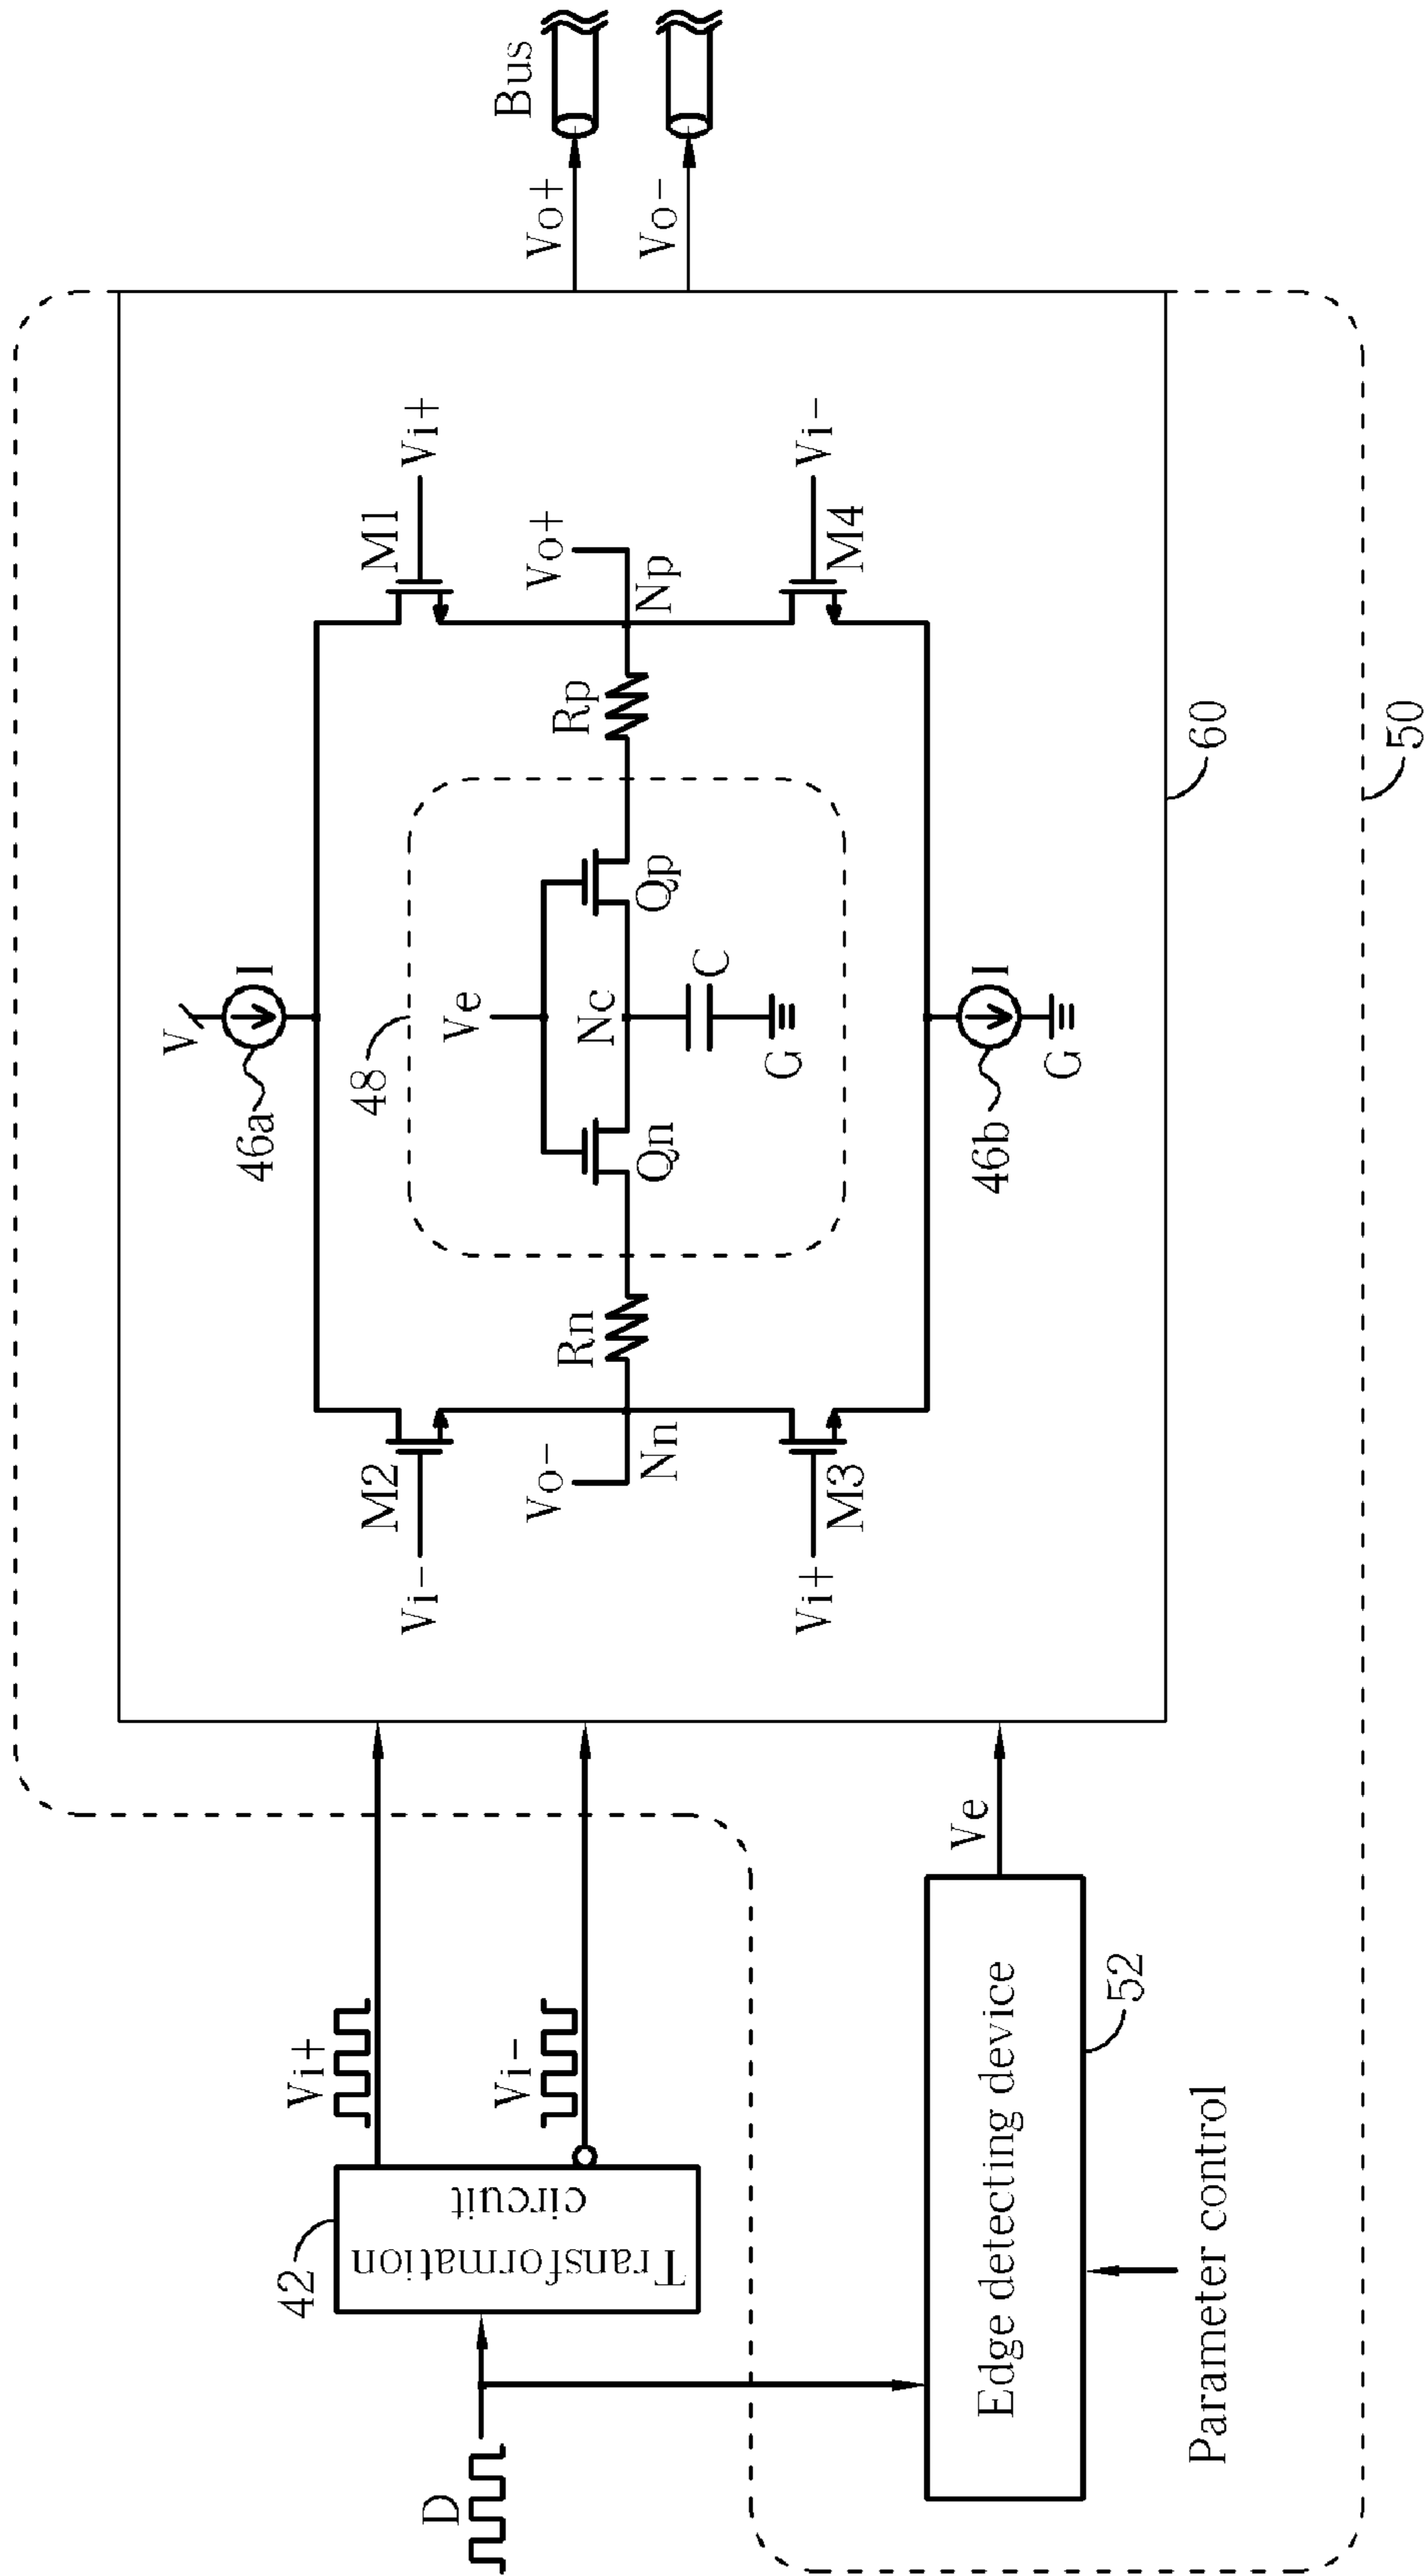 D
42
Transformation
circuit
Vi+
Vi-
Edge detecting device
52
Parameter control
Ve
V
I
46a
M2
Vi-
M1
Vi+
48
Ve
Vo-
Nn
Rn
Qn
Nc
Qp
Rp
Vo+
Np
C
G
Vi+
M3
M4
Vi-
46b
I
G
60
50
Vo+
Vo-
Bus